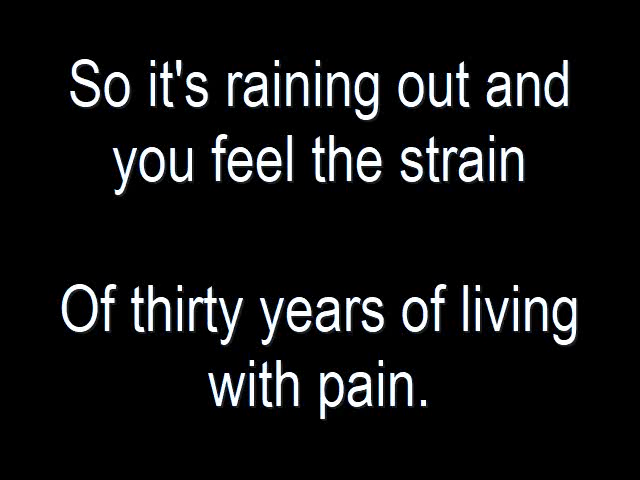 So it's raining out and
you feel the strain
Of thirty years of living
with pain.